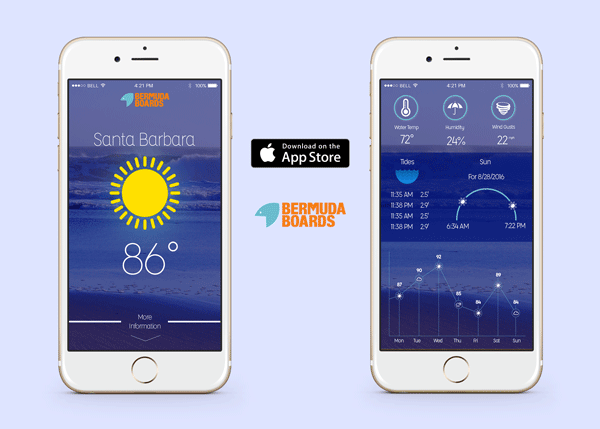 ●●●○○ BELL 4:21 PM 100%
BERMUDA
BOARDS
Santa Barbara
86°
More
Information
Download on the
App Store
BERMUDA
BOARDS
●●●○○ BELL 4:21 PM 100%
Water Temp Humidity Wind Gusts
72° 24% 22 mph
Tides Sun
For 8/28/2016
11:35 AM 2.5'
11:38 PM 2.9'
11:35 AM 2.5'
11:38 PM 2.9'
6:34 AM 7:22 PM
87 90 92 85 84 89 84
Mon Tue Wed Thu Fri Sat Sun